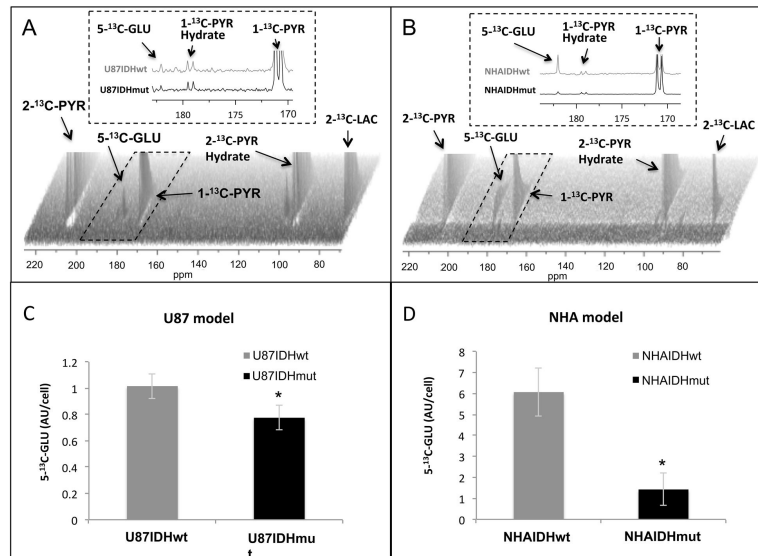 A
5-¹³C-GLU
1-¹³C-PYR
Hydrate
1-¹³C-PYR
U87IDHwt
U87IDHmut
180
170
2-¹³C-PYR
5-¹³C-GLU
2-¹³C-PYR
Hydrate
2-¹³C-LAC
1-¹³C-PYR
220 200 180 160 140 120 100 80
ppm
B
5-¹³C-GLU
1-¹³C-PYR
Hydrate
1-¹³C-PYR
NHAIDHwt
NHAIDHmut
180
170
2-¹³C-PYR
5-¹³C-GLU
2-¹³C-PYR
Hydrate
2-¹³C-LAC
1-¹³C-PYR
220 200 180 160 140 120 100 80
ppm
C
U87 model
5-¹³C-GLU (AU/cell)
1.2
1
0.8
0.6
0.4
0.2
0
U87IDHwt
U87IDHmut
*
U87IDHwt
U87IDHmu
t
D
NHA model
5-¹³C-GLU (AU/cell)
8
7
6
5
4
3
2
1
0
NHAIDHwt
NHAIDHmut
*
NHAIDHwt
NHAIDHmut